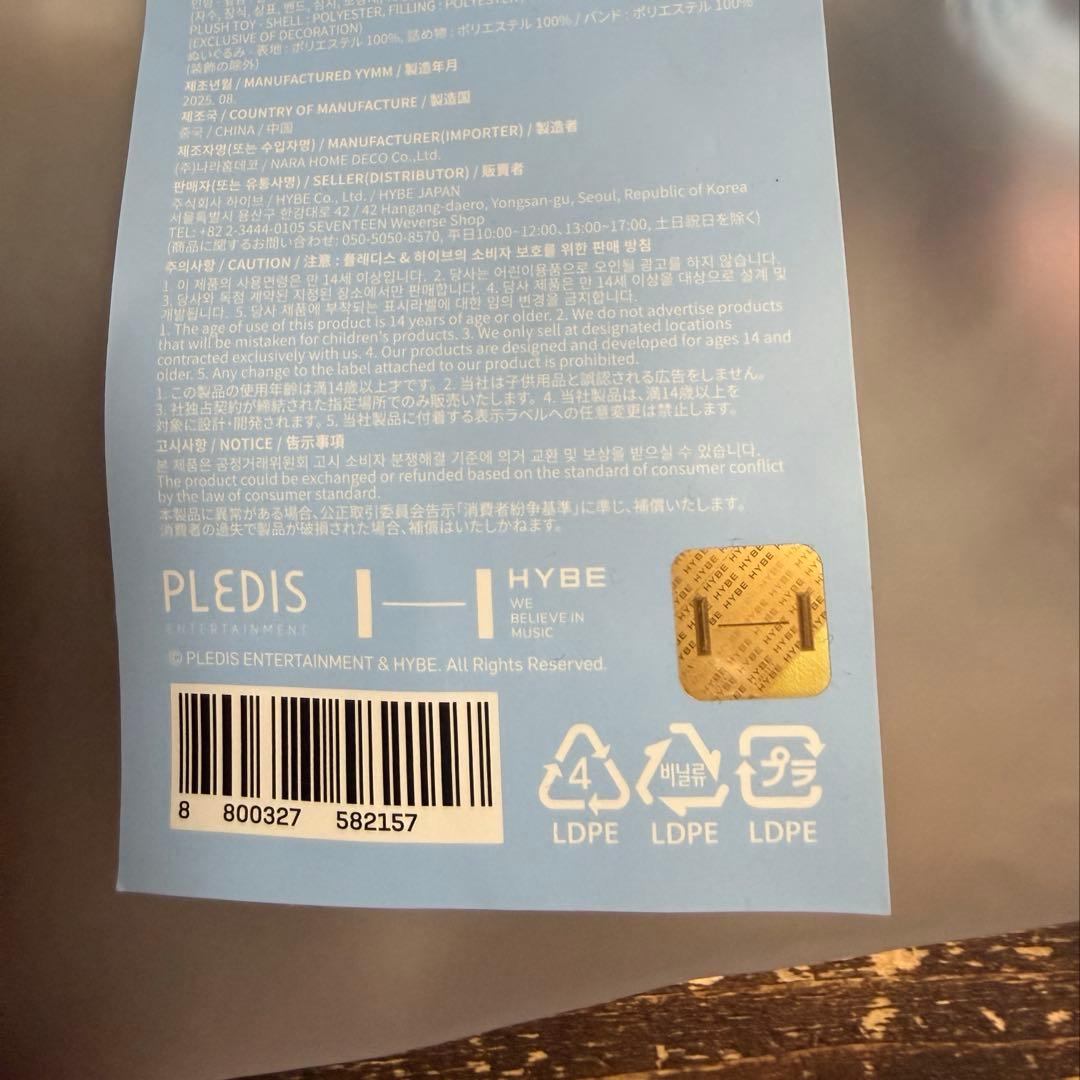 PLUSH TOY - SHELL : POLYESTER, FILLING : POLYESTER,
(EXCLUSIVE OF DECORATION)
ぬいぐるみ - 表地 : ポリエステル 100%, 詰め物 : ポリエステル 100% / バンド : ポリエステル 100%
(装飾の除外)
제조년월 / MANUFACTURED YYMM / 製造年月
2025. 08.
제조국 / COUNTRY OF MANUFACTURE / 製造国
중국 / CHINA / 中国
제조자명(또는 수입자명) / MANUFACTURER(IMPORTER) / 製造者
(주)나라홈데코 / NARA HOME DECO Co.,Ltd.
판매자(또는 유통사명) / SELLER(DISTRIBUTOR) / 販賣者
주식회사 하이브 / HYBE Co., Ltd. / HYBE JAPAN
서울특별시 용산구 한강대로 42 / 42 Hangang-daero, Yongsan-gu, Seoul, Republic of Korea
TEL: +82 2-3444-0105 SEVENTEEN Weverse Shop
(商品に関するお問い合わせ: 050-5050-8570, 平日10:00~12:00, 13:00~17:00, 土日祝日を除く)
주의사항 / CAUTION / 注意 : 플레디스 & 하이브의 소비자 보호를 위한 판매 방침
1. 이 제품의 사용연령은 만 14세 이상입니다. 2. 당사는 어린이용품으로 오인될 광고를 하지 않습니다.
3. 당사와 독점 계약된 지정된 장소에서만 판매합니다. 4. 당사 제품은 만 14세 이상을 대상으로 설계 및
개발됩니다. 5. 당사 제품에 부착되는 표시라벨에 대한 임의 변경을 금지합니다.
1. The age of use of this product is 14 years of age or older. 2. We do not advertise products
that will be mistaken for children's products. 3. We only sell at designated locations
contracted exclusively with us. 4. Our products are designed and developed for ages 14 and
older. 5. Any change to the label attached to our product is prohibited.
1. この製品の使用年齢は満14歳以上才です。2. 当社は子供用品と誤認される広告をしません。
3. 社独占契約が締結された指定場所でのみ販売いたします。4. 当社製品は、満14歳以上を
対象に設計・開発されます。5. 当社製品に付着する表示ラベルへの任意変更は禁止します。
고시사항 / NOTICE / 告示事項
본 제품은 공정거래위원회 고시 소비자 분쟁해결 기준에 의거 교환 및 보상을 받으실 수 있습니다.
The product could be exchanged or refunded based on the standard of consumer conflict
by the law of consumer standard.
本製品に異常がある場合、公正取引委員会告示「消費者紛争基準」に準じ、補償いたします。
消費者の過失で製品が破損された場合、補償はいたしかねます。
PLEDIS
ENTERTAINMENT
HYBE
WE
BELIEVE IN
MUSIC
© PLEDIS ENTERTAINMENT & HYBE. All Rights Reserved.
8 800327 582157
4
LDPE
비닐류
LDPE
プラ
LDPE